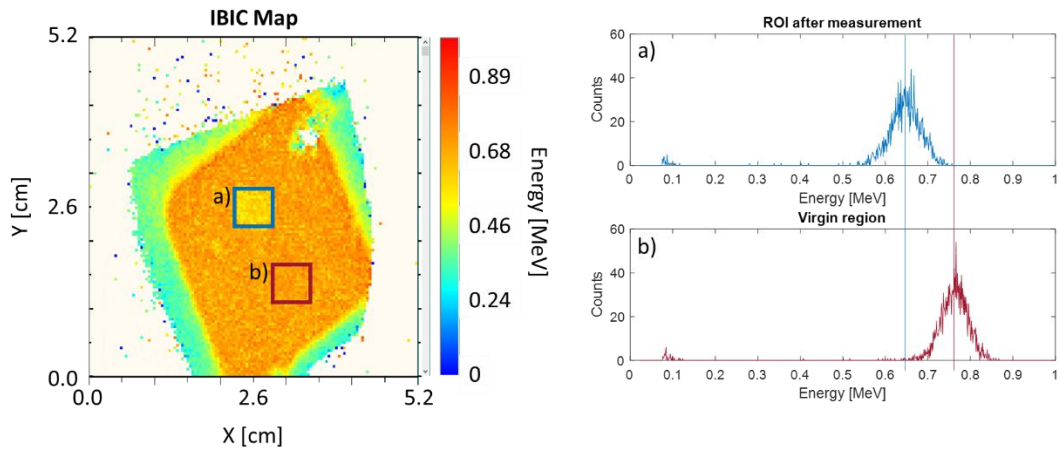 IBIC Map
5.2
2.6
0.0
Y [cm]
a)
b)
0.0 2.6 5.2
X [cm]
0.89
0.68
0.46
0.24
0
Energy [MeV]
ROI after measurement
a)
60
40
20
0
Counts
0 0.1 0.2 0.3 0.4 0.5 0.6 0.7 0.8 0.9 1
Energy [MeV]
Virgin region
b)
60
40
20
0
Counts
0 0.1 0.2 0.3 0.4 0.5 0.6 0.7 0.8 0.9 1
Energy [MeV]